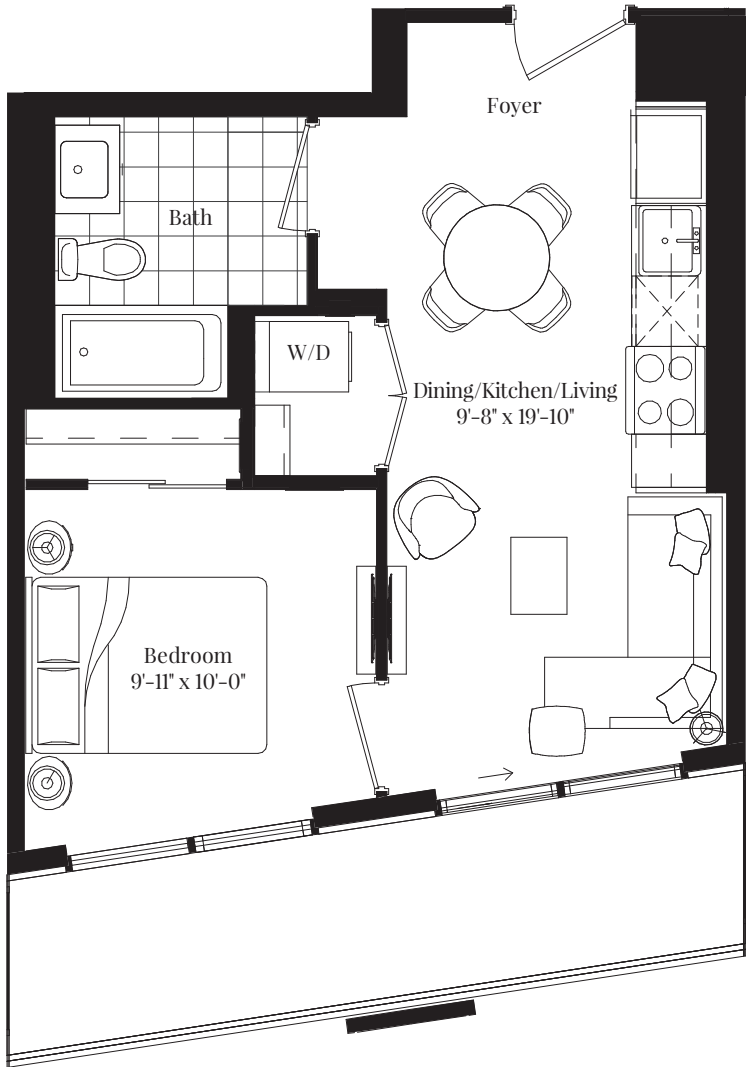 Foyer
Bath
W/D
Dining/Kitchen/Living
9'-8" x 19'-10"
Bedroom
9'-11" x 10'-0"